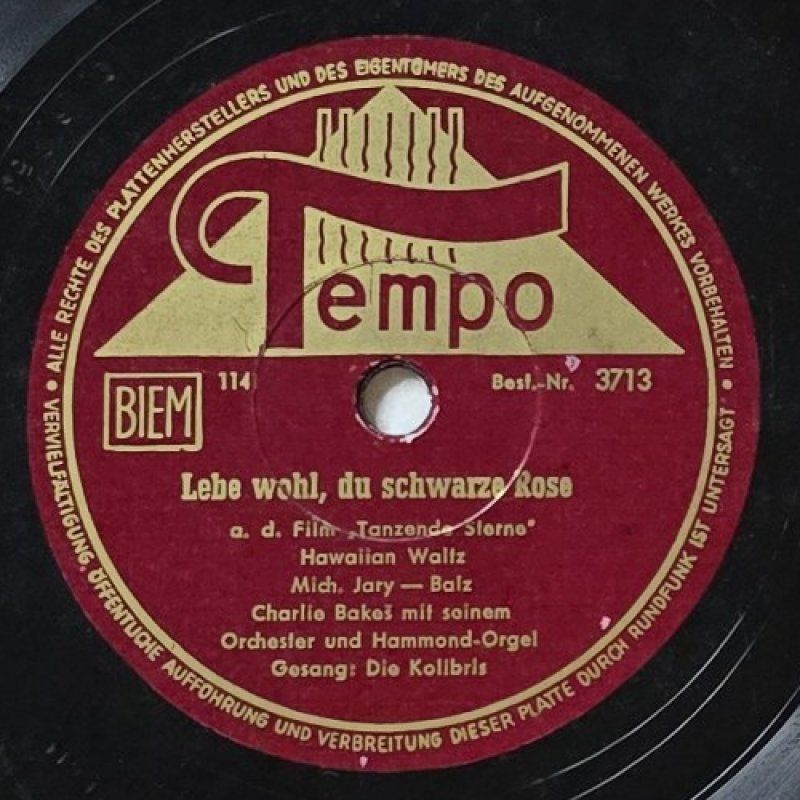 ALLE RECHTE DES PLATTENHERSTELLERS UND DES EIGENTÜMERS DES AUFGENOMMENEN WERKES VORBEHALTEN •
VERVIELFÄLTIGUNG, ÖFFENTLICHE AUFFÜHRUNG UND VERBREITUNG DIESER PLATTE DURCH RUNDFUNK IST UNTERSAGT •
Tempo
BIEM
Best.-Nr. 3713
Lebe wohl, du schwarze Rose
a. d. Film „Tanzende Sterne"
Hawaiian Waltz
Mich. Jary — Balz
Charlie Bakes mit seinem
Orchester und Hammond-Orgel
Gesang: Die Kolibris